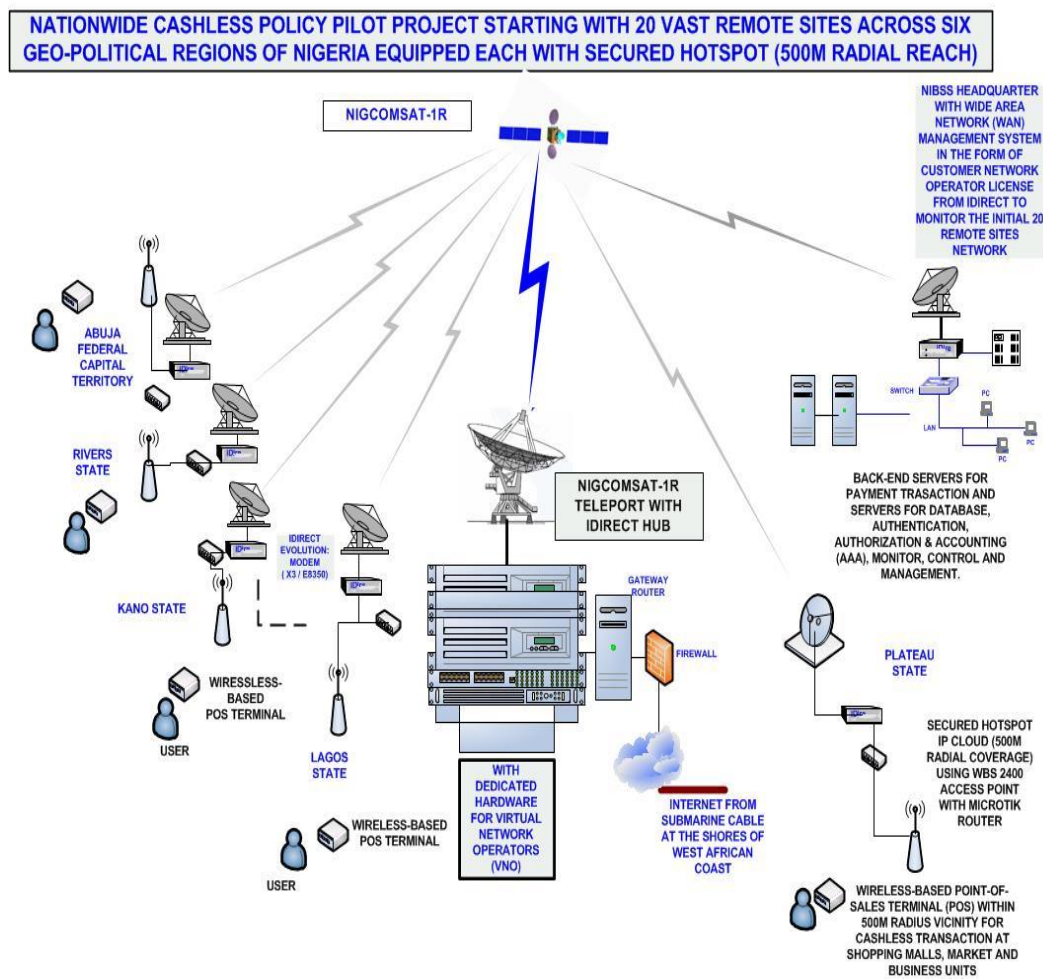 NATIONWIDE CASHLESS POLICY PILOT PROJECT STARTING WITH 20 VAST REMOTE SITES ACROSS SIX
GEO-POLITICAL REGIONS OF NIGERIA EQUIPPED EACH WITH SECURED HOTSPOT (500M RADIAL REACH)
NIGCOMSAT-1R
NIBSS HEADQUARTER
WITH WIDE AREA
NETWORK (WAN)
MANAGEMENT SYSTEM
IN THE FORM OF
CUSTOMER NETWORK
OPERATOR LICENSE
FROM IDIRECT TO
MONITOR THE INITIAL 20
REMOTE SITES
NETWORK
ABUJA
FEDERAL
CAPITAL
TERRITORY
SWITCH
PC
LAN
PC
PC
RIVERS
STATE
NIGCOMSAT-1R
TELEPORT WITH
IDIRECT HUB
BACK-END SERVERS FOR
PAYMENT TRASACTION AND
SERVERS FOR DATABASE,
AUTHENTICATION,
AUTHORIZATION & ACCOUNTING
(AAA), MONITOR, CONTROL AND
MANAGEMENT.
IDIRECT
EVOLUTION:
MODEM
( X3 / E8350)
KANO STATE
GATEWAY
ROUTER
FIREWALL
PLATEAU
STATE
WIRESSLESS-
BASED
POS TERMINAL
USER
LAGOS
STATE
SECURED HOTSPOT
IP CLOUD (500M
RADIAL COVERAGE)
USING WBS 2400
ACCESS POINT
WITH MICROTIK
ROUTER
WITH
DEDICATED
HARDWARE
FOR VIRTUAL
NETWORK
OPERATORS
(VNO)
INTERNET FROM
SUBMARINE CABLE
AT THE SHORES OF
WEST AFRICAN
COAST
WIRELESS-BASED
POS TERMINAL
USER
WIRELESS-BASED POINT-OF-
SALES TERMINAL (POS) WITHIN
500M RADIUS VICINITY FOR
CASHLESS TRANSACTION AT
SHOPPING MALLS, MARKET AND
BUSINESS UNITS